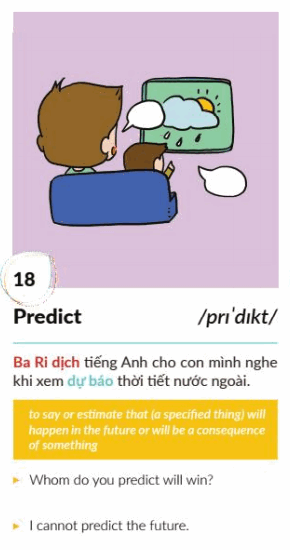 18
Predict /prɪˈdɪkt/
Ba Ri dịch tiếng Anh cho con mình nghe
khi xem dự báo thời tiết nước ngoài.
to say or estimate that (a specified thing) will
happen in the future or will be a consequence
of something
Whom do you predict will win?
I cannot predict the future.